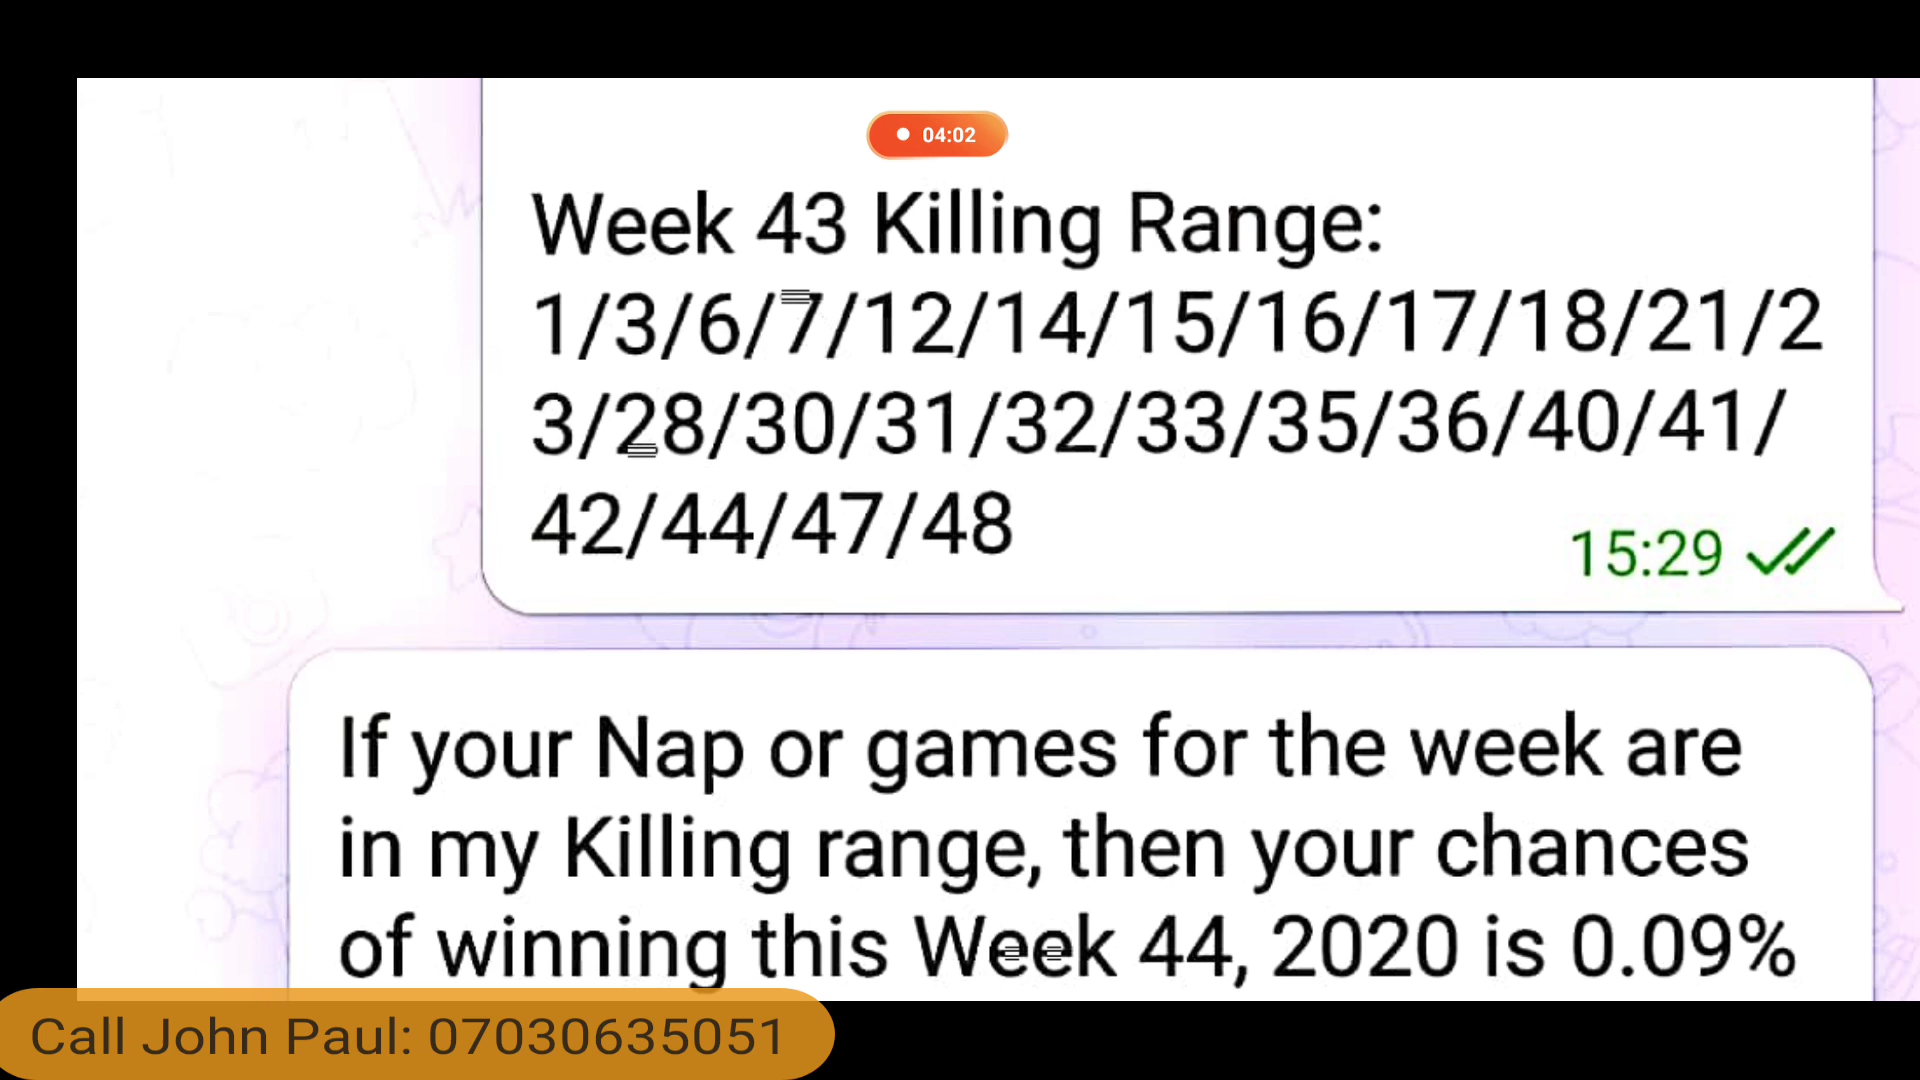 04:02
Week 43 Killing Range:
1/3/6/7/12/14/15/16/17/18/21/2
3/28/30/31/32/33/35/36/40/41/
42/44/47/48
15:29
If your Nap or games for the week are
in my Killing range, then your chances
of winning this Week 44, 2020 is 0.09%
Call John Paul: 07030635051